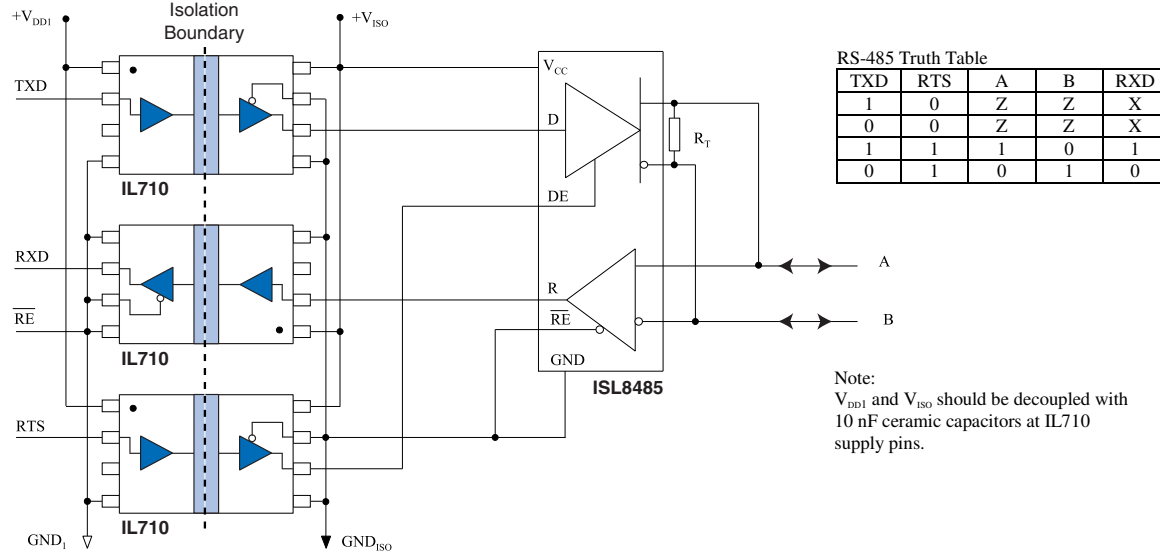 Isolation
Boundary
+V_DD1
+V_ISO
TXD
IL710
RXD
R̅E̅
IL710
RTS
IL710
GND_1
GND_ISO
V_CC
D
DE
R
R̅E̅
GND
ISL8485
R_T
A
B
RS-485 Truth Table
TXD RTS A B RXD
1 0 Z Z X
0 0 Z Z X
1 1 1 0 1
0 1 0 1 0
Note:
V_DD1 and V_ISO should be decoupled with
10 nF ceramic capacitors at IL710
supply pins.